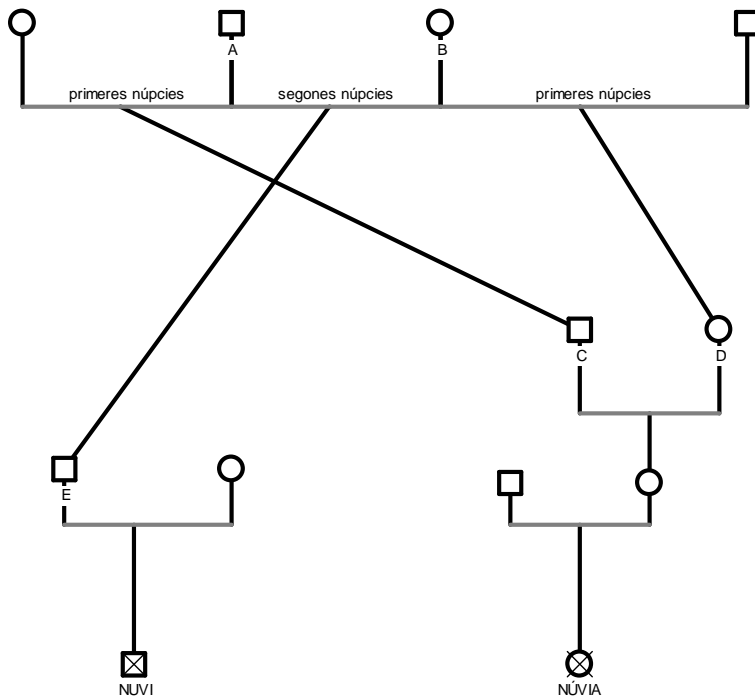 A
B
primeres núpcies
segones núpcies
primeres núpcies
C
D
E
NUVI
NÚVIA